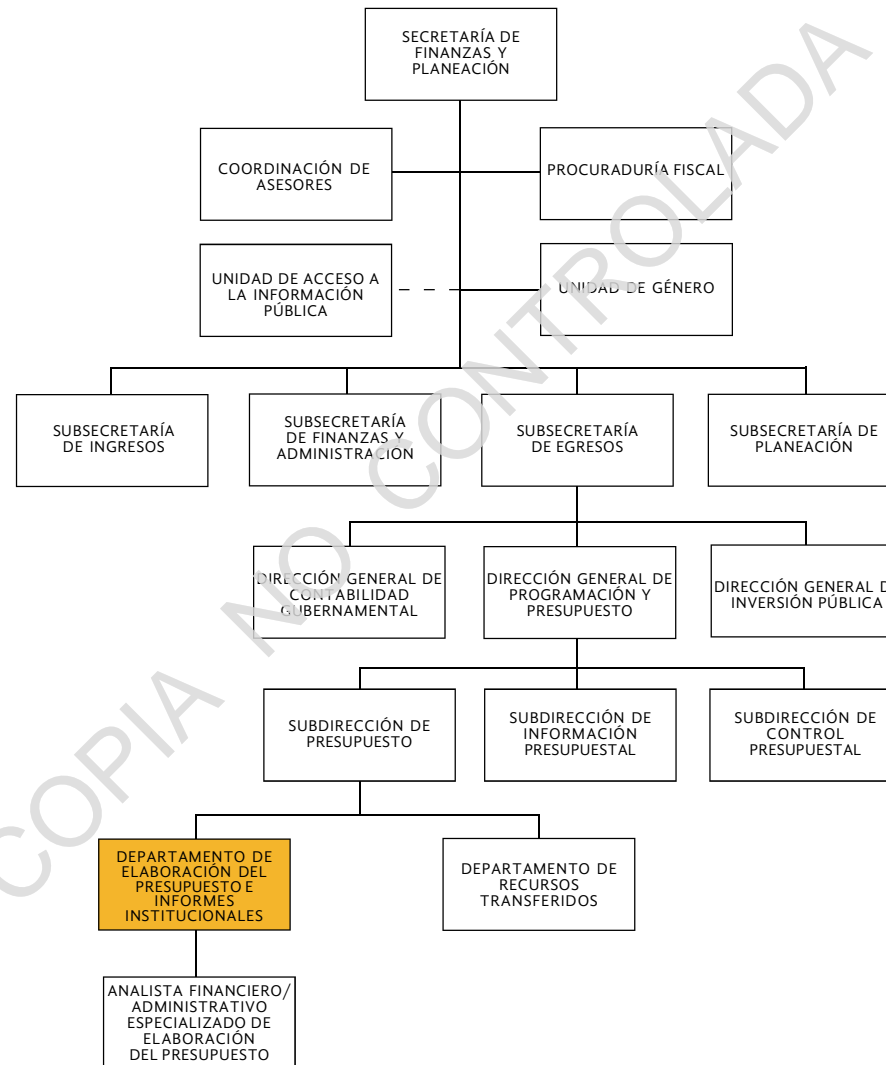 SECRETARÍA DE
FINANZAS Y
PLANEACIÓN
COORDINACIÓN DE
ASESORES
PROCURADURÍA FISCAL
UNIDAD DE ACCESO A
LA INFORMACIÓN
PÚBLICA
UNIDAD DE GÉNERO
SUBSECRETARÍA
DE INGRESOS
SUBSECRETARÍA
DE FINANZAS Y
ADMINISTRACIÓN
SUBSECRETARÍA
DE EGRESOS
SUBSECRETARÍA DE
PLANEACIÓN
DIRECCIÓN GENERAL DE
CONTABILIDAD
GUBERNAMENTAL
DIRECCIÓN GENERAL DE
PROGRAMACIÓN Y
PRESUPUESTO
DIRECCIÓN GENERAL D
INVERSIÓN PÚBLICA
SUBDIRECCIÓN DE
PRESUPUESTO
SUBDIRECCIÓN DE
INFORMACIÓN
PRESUPUESTAL
SUBDIRECCIÓN DE
CONTROL
PRESUPUESTAL
DEPARTAMENTO DE
ELABORACIÓN DEL
PRESUPUESTO E
INFORMES
INSTITUCIONALES
DEPARTAMENTO DE
RECURSOS
TRANSFERIDOS
ANALISTA FINANCIERO/
ADMINISTRATIVO
ESPECIALIZADO DE
ELABORACIÓN
DEL PRESUPUESTO
COPIA NO CONTROLADA